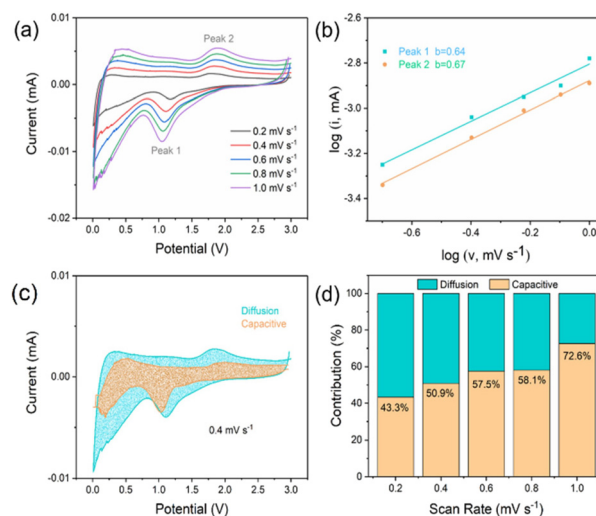 (a)
Peak 2
Peak 1
0.2 mV s⁻¹
0.4 mV s⁻¹
0.6 mV s⁻¹
0.8 mV s⁻¹
1.0 mV s⁻¹
0.01
0.00
-0.01
-0.02
0.0 0.5 1.0 1.5 2.0 2.5 3.0
Current (mA)
Potential (V)
(b)
Peak 1 b=0.64
Peak 2 b=0.67
-2.6
-2.8
-3.0
-3.2
-3.4
-0.6 -0.4 -0.2 0.0
log (i, mA)
log (v, mV s⁻¹)
(c)
Diffusion
Capacitive
0.4 mV s⁻¹
0.01
0.00
-0.01
0.0 0.5 1.0 1.5 2.0 2.5 3.0
Current (mA)
Potential (V)
(d)
Diffusion Capacitive
100
80
60
40
20
0
43.3% 50.9% 57.5% 58.1% 72.6%
0.2 0.4 0.6 0.8 1.0
Contribution (%)
Scan Rate (mV s⁻¹)